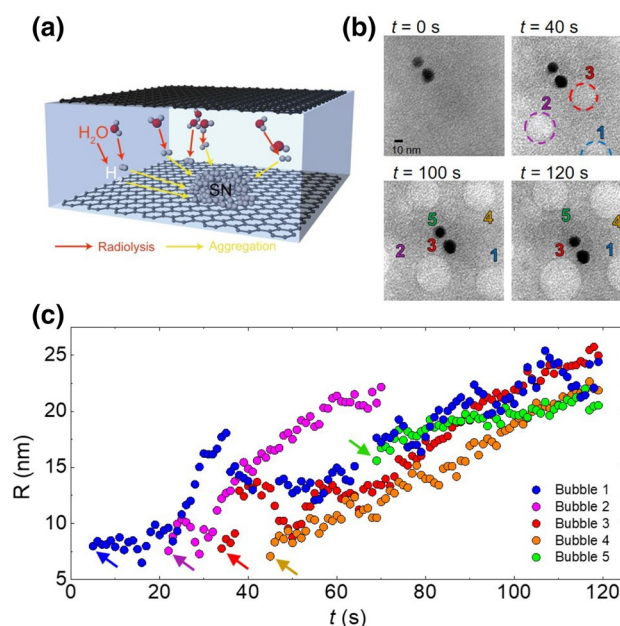 (a)
H₂O
H₂
SN
Radiolysis
Aggregation
(b)
t = 0 s
10 nm
t = 40 s
3
2
1
t = 100 s
5
4
2
3
1
t = 120 s
5
4
3
1
(c)
R (nm)
25
20
15
10
5
0
20
40
60
80
100
120
t (s)
Bubble 1
Bubble 2
Bubble 3
Bubble 4
Bubble 5